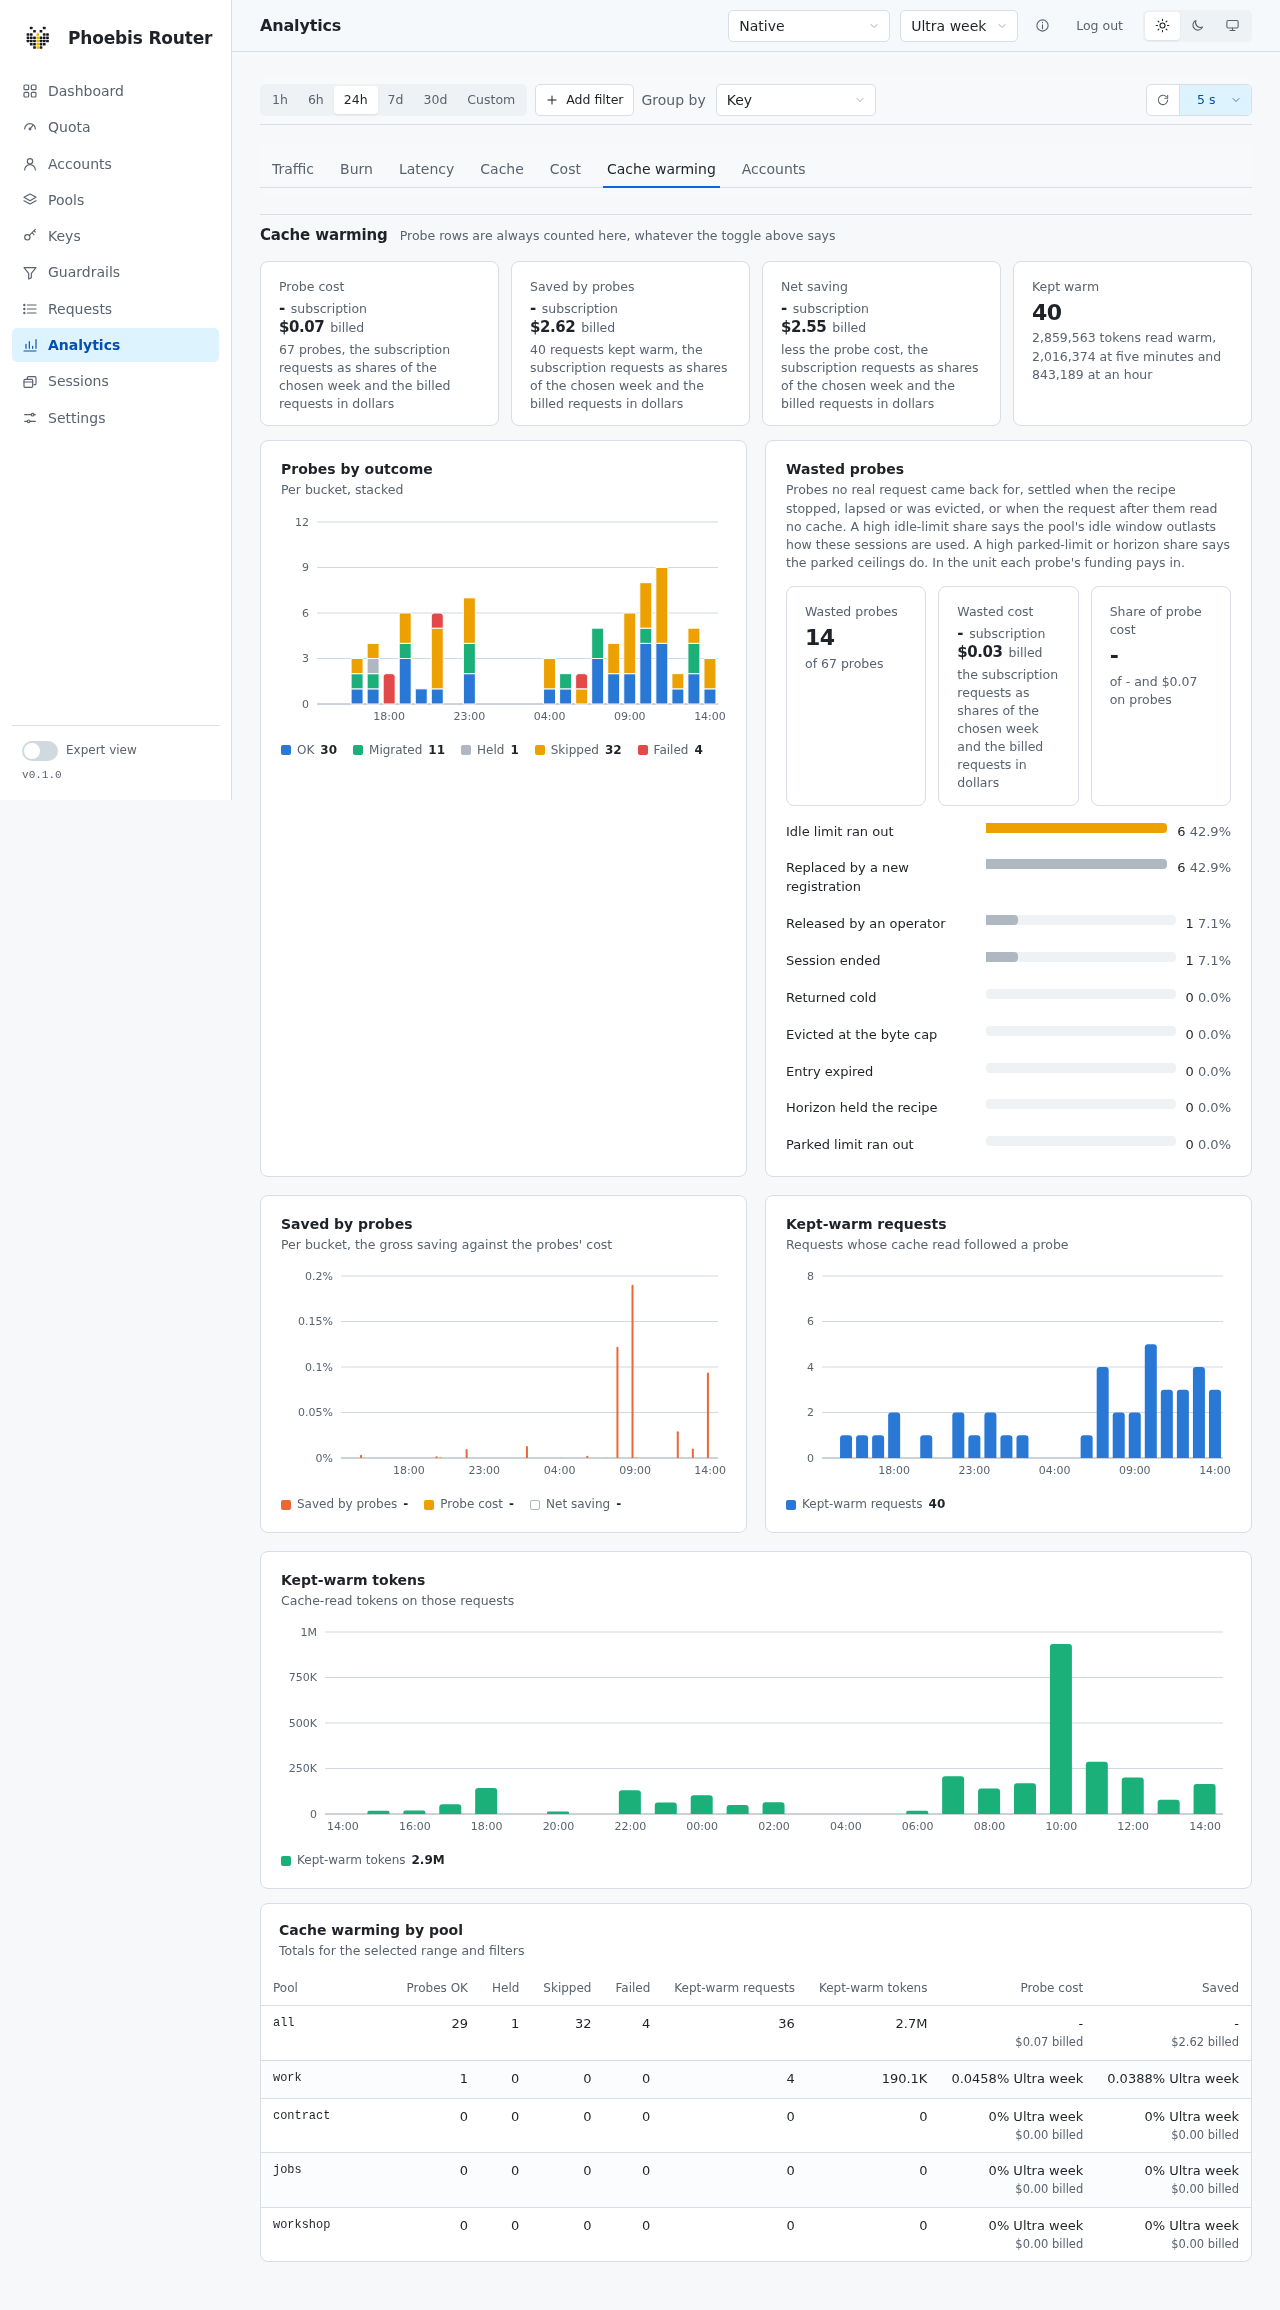 Phoebis Router
Dashboard
Quota
Accounts
Pools
Keys
Guardrails
Requests
Analytics
Sessions
Settings
Expert view
v0.1.0
Analytics
Native
Ultra week
Log out
1h 6h 24h 7d 30d Custom
Add filter
Group by
Key
5 s
Traffic Burn Latency Cache Cost Cache warming Accounts
Cache warming Probe rows are always counted here, whatever the toggle above says
Probe cost
- subscription
$0.07 billed
67 probes, the subscription
requests as shares of the
chosen week and the billed
requests in dollars
Saved by probes
- subscription
$2.62 billed
40 requests kept warm, the
subscription requests as shares
of the chosen week and the
billed requests in dollars
Net saving
- subscription
$2.55 billed
less the probe cost, the
subscription requests as shares
of the chosen week and the
billed requests in dollars
Kept warm
40
2,859,563 tokens read warm,
2,016,374 at five minutes and
843,189 at an hour
Probes by outcome
Per bucket, stacked
12
9
6
3
0
18:00 23:00 04:00 09:00 14:00
OK 30 Migrated 11 Held 1 Skipped 32 Failed 4
Wasted probes
Probes no real request came back for, settled when the recipe
stopped, lapsed or was evicted, or when the request after them read
no cache. A high idle-limit share says the pool's idle window outlasts
how these sessions are used. A high parked-limit or horizon share says
the parked ceilings do. In the unit each probe's funding pays in.
Wasted probes
14
of 67 probes
Wasted cost
- subscription
$0.03 billed
the subscription
requests as
shares of the
chosen week
and the billed
requests in
dollars
Share of probe
cost
-
of - and $0.07
on probes
Idle limit ran out 6 42.9%
Replaced by a new
registration
6 42.9%
Released by an operator 1 7.1%
Session ended 1 7.1%
Returned cold 0 0.0%
Evicted at the byte cap 0 0.0%
Entry expired 0 0.0%
Horizon held the recipe 0 0.0%
Parked limit ran out 0 0.0%
Saved by probes
Per bucket, the gross saving against the probes' cost
0.2%
0.15%
0.1%
0.05%
0%
18:00 23:00 04:00 09:00 14:00
Saved by probes - Probe cost - Net saving -
Kept-warm requests
Requests whose cache read followed a probe
8
6
4
2
0
18:00 23:00 04:00 09:00 14:00
Kept-warm requests 40
Kept-warm tokens
Cache-read tokens on those requests
1M
750K
500K
250K
0
14:00 16:00 18:00 20:00 22:00 00:00 02:00 04:00 06:00 08:00 10:00 12:00 14:00
Kept-warm tokens 2.9M
Cache warming by pool
Totals for the selected range and filters
Pool Probes OK Held Skipped Failed Kept-warm requests Kept-warm tokens Probe cost Saved
all 29 1 32 4 36 2.7M - -
$0.07 billed $2.62 billed
work 1 0 0 0 4 190.1K 0.0458% Ultra week 0.0388% Ultra week
contract 0 0 0 0 0 0 0% Ultra week 0% Ultra week
$0.00 billed $0.00 billed
jobs 0 0 0 0 0 0 0% Ultra week 0% Ultra week
$0.00 billed $0.00 billed
workshop 0 0 0 0 0 0 0% Ultra week 0% Ultra week
$0.00 billed $0.00 billed